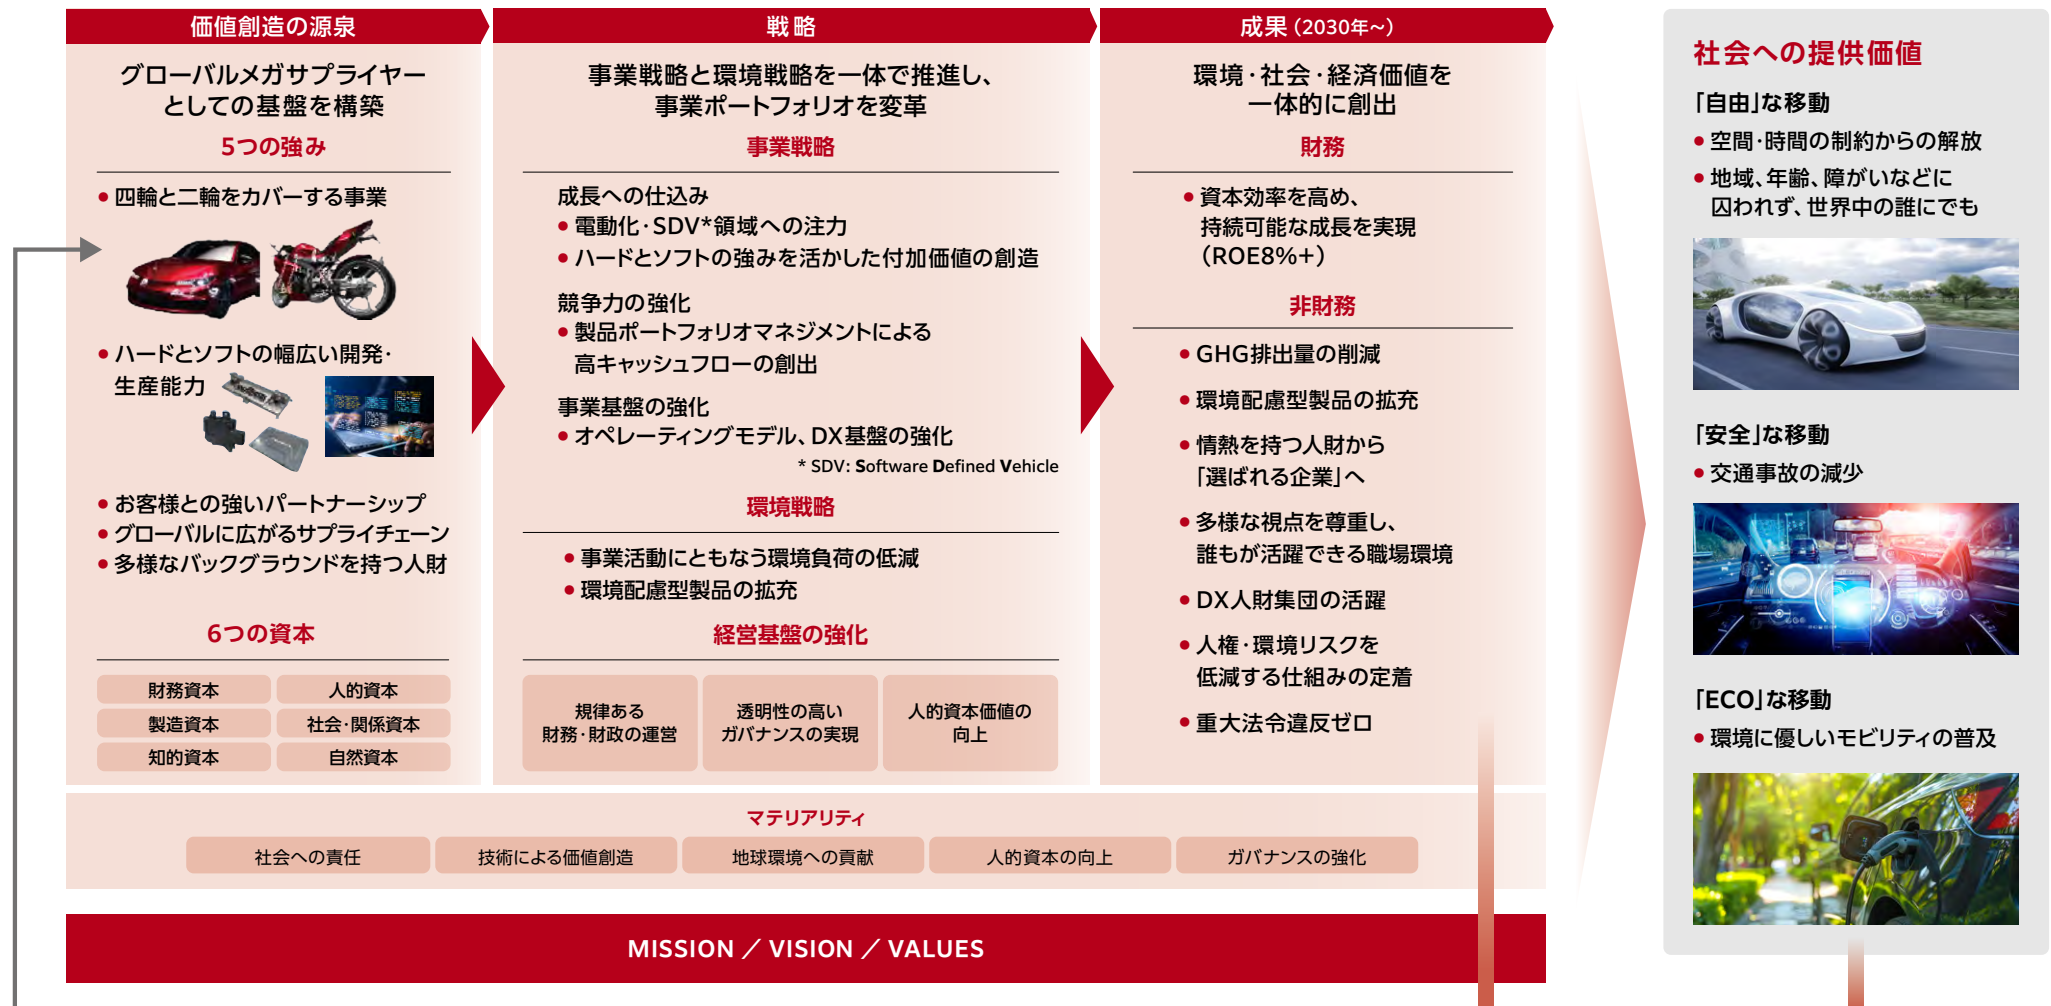 価値創造の源泉
グローバルメガサプライヤー
としての基盤を構築
5つの強み
• 四輪と二輪をカバーする事業
• ハードとソフトの幅広い開発・
生産能力
• お客様との強いパートナーシップ
• グローバルに広がるサプライチェーン
• 多様なバックグラウンドを持つ人財
6つの資本
財務資本
人的資本
製造資本
社会・関係資本
知的資本
自然資本
戦略
事業戦略と環境戦略を一体で推進し、
事業ポートフォリオを変革
事業戦略
成長への仕込み
• 電動化・SDV*領域への注力
• ハードとソフトの強みを活かした付加価値の創造
競争力の強化
• 製品ポートフォリオマネジメントによる
高キャッシュフローの創出
事業基盤の強化
• オペレーティングモデル、DX基盤の強化
* SDV: Software Defined Vehicle
環境戦略
• 事業活動にともなう環境負荷の低減
• 環境配慮型製品の拡充
経営基盤の強化
規律ある
財務・財政の運営
透明性の高い
ガバナンスの実現
人的資本価値の
向上
成果（2030年～）
環境・社会・経済価値を
一体的に創出
財務
• 資本効率を高め、
持続可能な成長を実現
（ROE8%＋）
非財務
• GHG排出量の削減
• 環境配慮型製品の拡充
• 情熱を持つ人財から
「選ばれる企業」へ
• 多様な視点を尊重し、
誰もが活躍できる職場環境
• DX人財集団の活躍
• 人権・環境リスクを
低減する仕組みの定着
• 重大法令違反ゼロ
マテリアリティ
社会への責任
技術による価値創造
地球環境への貢献
人的資本の向上
ガバナンスの強化
MISSION ／ VISION ／ VALUES
社会への提供価値
「自由」な移動
• 空間・時間の制約からの解放
• 地域、年齢、障がいなどに
囚われず、世界中の誰にでも
「安全」な移動
• 交通事故の減少
「ECO」な移動
• 環境に優しいモビリティの普及